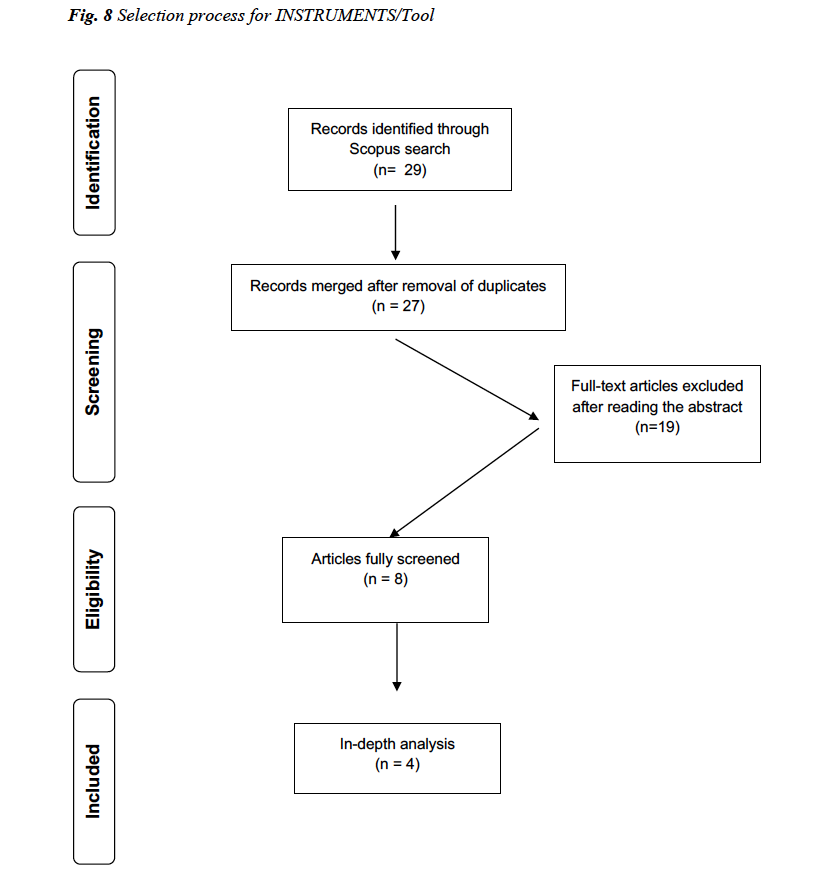 Fig. 8 Selection process for INSTRUMENTS/Tool
Identification
Records identified through
Scopus search
(n= 29)
Screening
Records merged after removal of duplicates
(n = 27)
Full-text articles excluded
after reading the abstract
(n=19)
Eligibility
Articles fully screened
(n = 8)
Included
In-depth analysis
(n = 4)